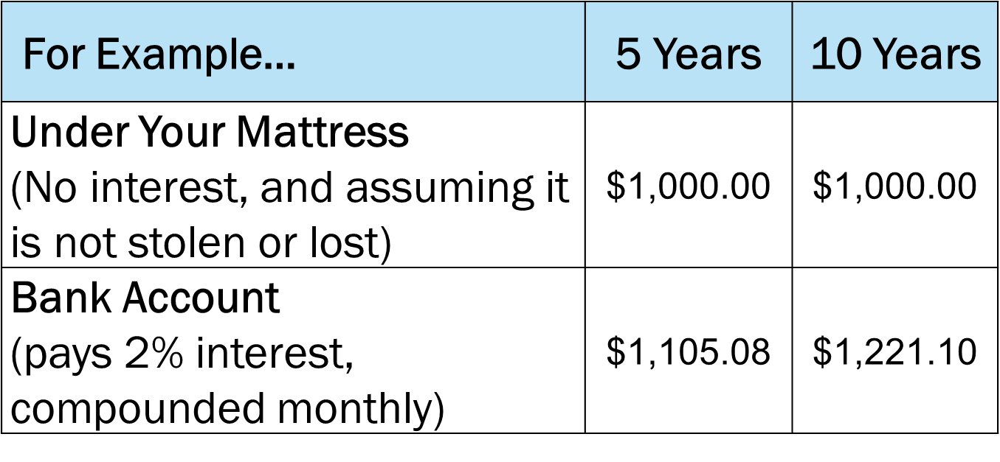 For Example... 5 Years 10 Years
Under Your Mattress
(No interest, and assuming it
is not stolen or lost)
$1,000.00 $1,000.00
Bank Account
(pays 2% interest,
compounded monthly)
$1,105.08 $1,221.10